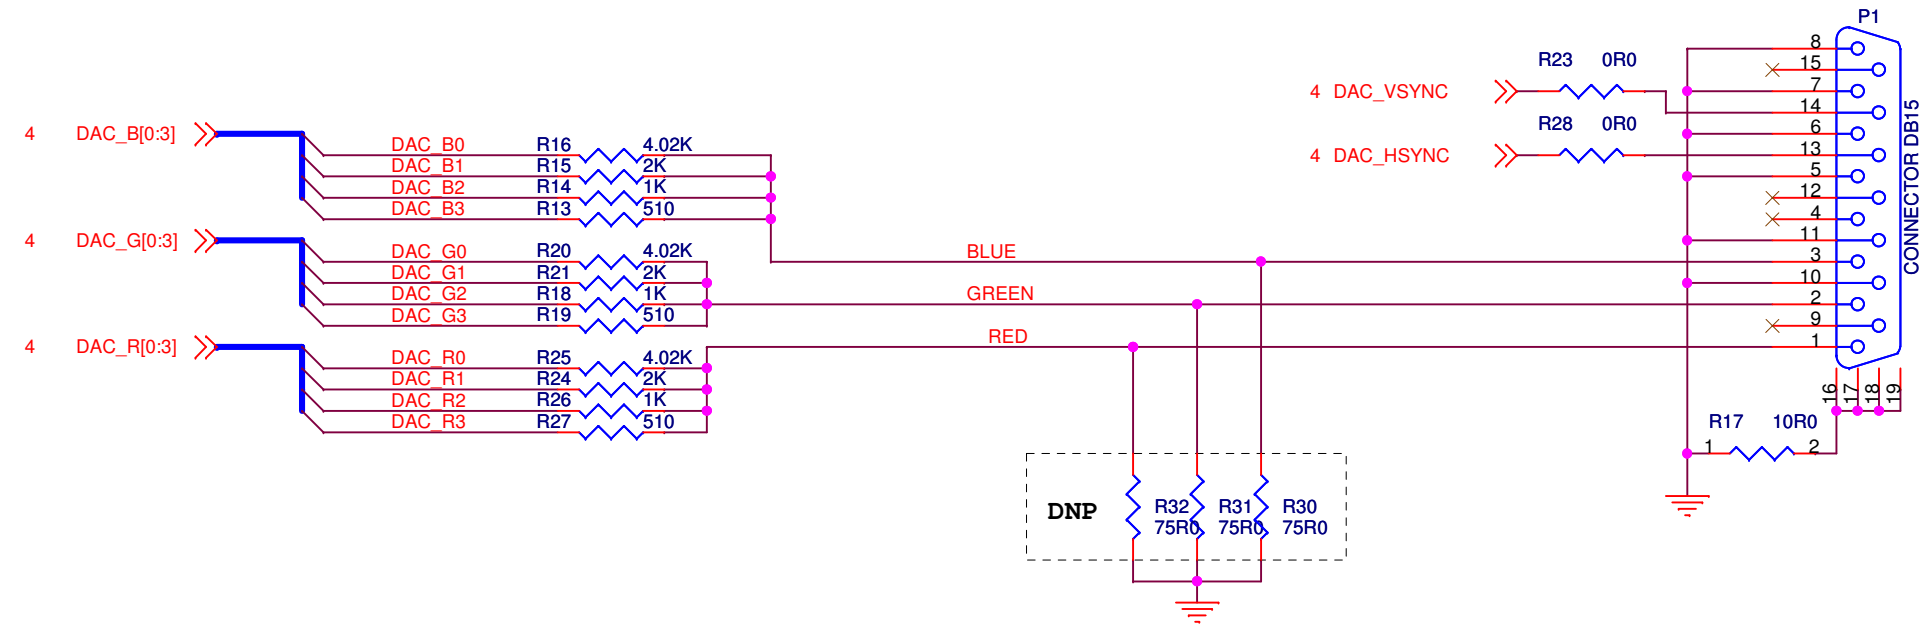 P1
8
R23 0R0
15
4 DAC_VSYNC
7
14
R28 0R0
6
4 DAC_HSYNC
13
5
12
4
11
3
10
2
9
1
CONNECTOR DB15
16 17 18 19
R17 10R0
1 2
4 DAC_B[0:3]
DAC_B0 R16 4.02K
DAC_B1 R15 2K
DAC_B2 R14 1K
DAC_B3 R13 510
4 DAC_G[0:3]
DAC_G0 R20 4.02K
DAC_G1 R21 2K
DAC_G2 R18 1K
DAC_G3 R19 510
4 DAC_R[0:3]
DAC_R0 R25 4.02K
DAC_R1 R24 2K
DAC_R2 R26 1K
DAC_R3 R27 510
BLUE
GREEN
RED
DNP
R32 R31 R30
75R0 75R0 75R0